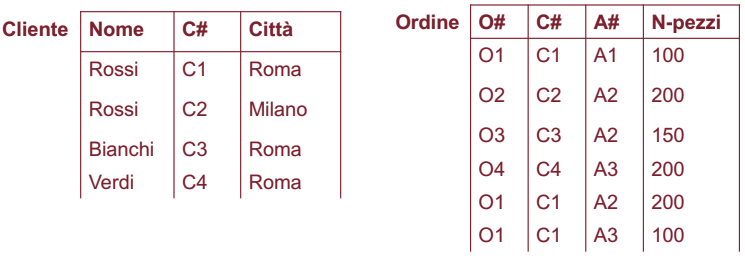 Cliente Nome C# Città
Rossi C1 Roma
Rossi C2 Milano
Bianchi C3 Roma
Verdi C4 Roma
Ordine O# C# A# N-pezzi
O1 C1 A1 100
O2 C2 A2 200
O3 C3 A2 150
O4 C4 A3 200
O1 C1 A2 200
O1 C1 A3 100